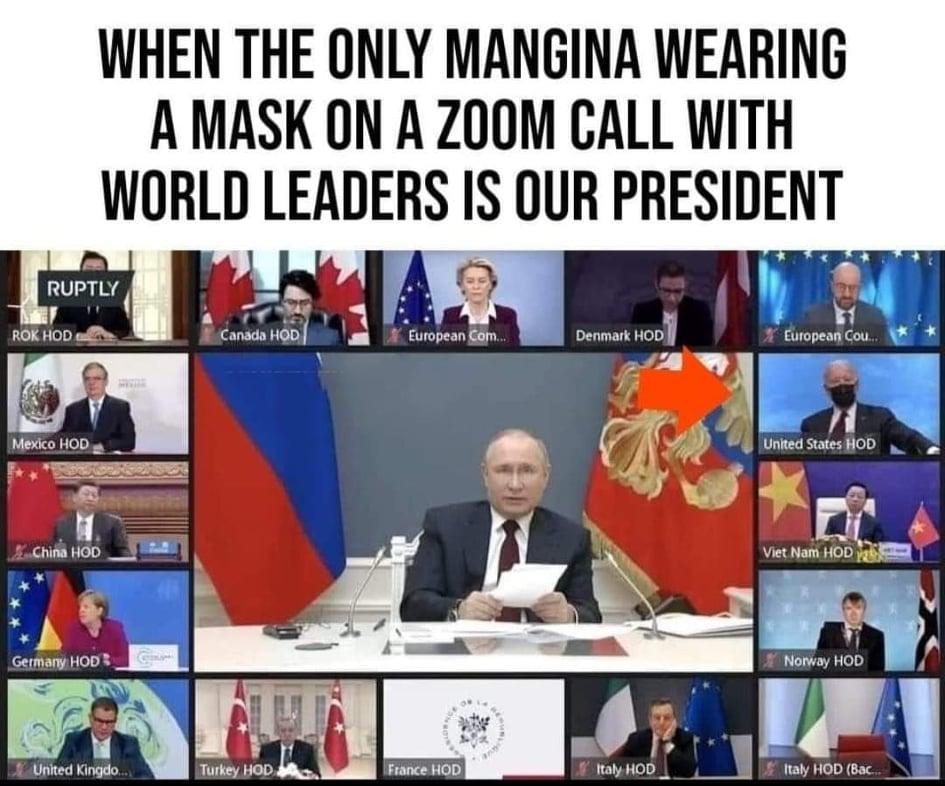 WHEN THE ONLY MANGINA WEARING
A MASK ON A ZOOM CALL WITH
WORLD LEADERS IS OUR PRESIDENT
RUPTLY
ROK HOD
Canada HOD
European Com...
Denmark HOD
European Cou...
Mexico HOD
United States HOD
China HOD
Viet Nam HOD
Germany HOD
Norway HOD
United Kingdo...
Turkey HOD
France HOD
Italy HOD
Italy HOD (Bac...